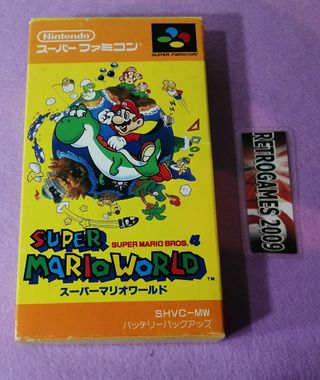 Nintendo
スーパーファミコン
SUPER FAMICOM
SUPER MARIO BROS. 4
SUPER
MARIO WORLD
TM
スーパーマリオワールド
SHVC-MW
バッテリーバックアップ
RETROGAMES 2009